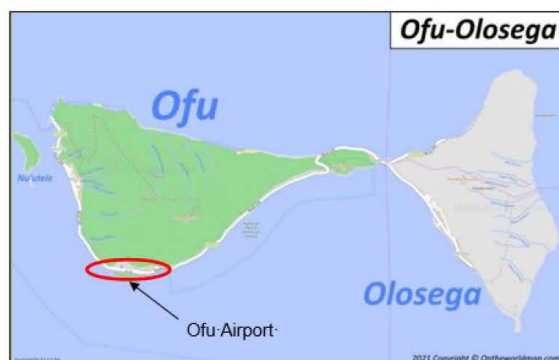 Ofu-Olosega
Ofu
Nu'utele
Olosega
Ofu Airport
2021 Copyright © Ontheworldmap.com